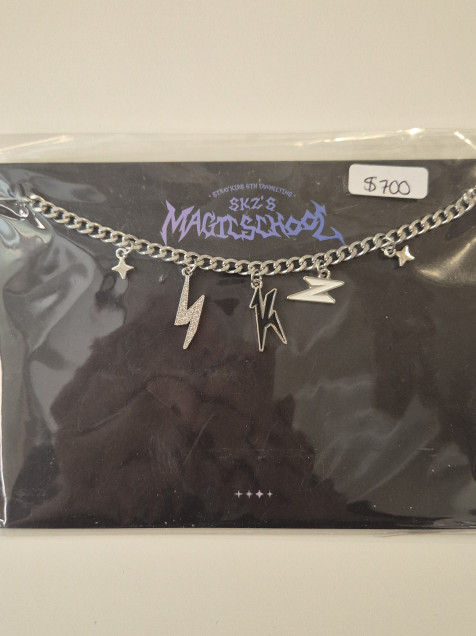 $700
- STRAY KIDS 4TH FANMEETING -
SKZ'S
MAGIC SCHOOL
S K Z